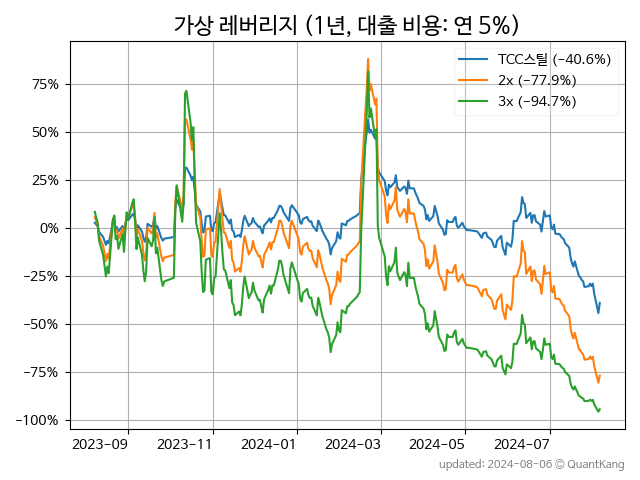 가상 레버리지 (1년, 대출 비용: 연 5%)
TCC스틸 (−40.6%)
2x (−77.9%)
3x (−94.7%)
75%
50%
25%
0%
−25%
−50%
−75%
−100%
2023-09 2023-11 2024-01 2024-03 2024-05 2024-07
updated: 2024-08-06 © QuantKang